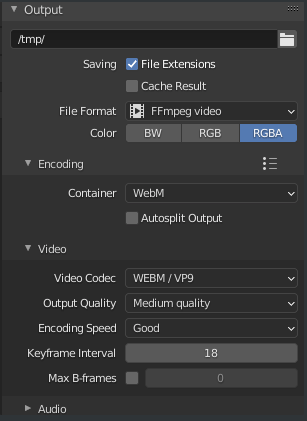 Output
/tmp/
Saving File Extensions
Cache Result
File Format FFmpeg video
Color BW RGB RGBA
Encoding
Container WebM
Autosplit Output
Video
Video Codec WEBM / VP9
Output Quality Medium quality
Encoding Speed Good
Keyframe Interval 18
Max B-frames 0
Audio